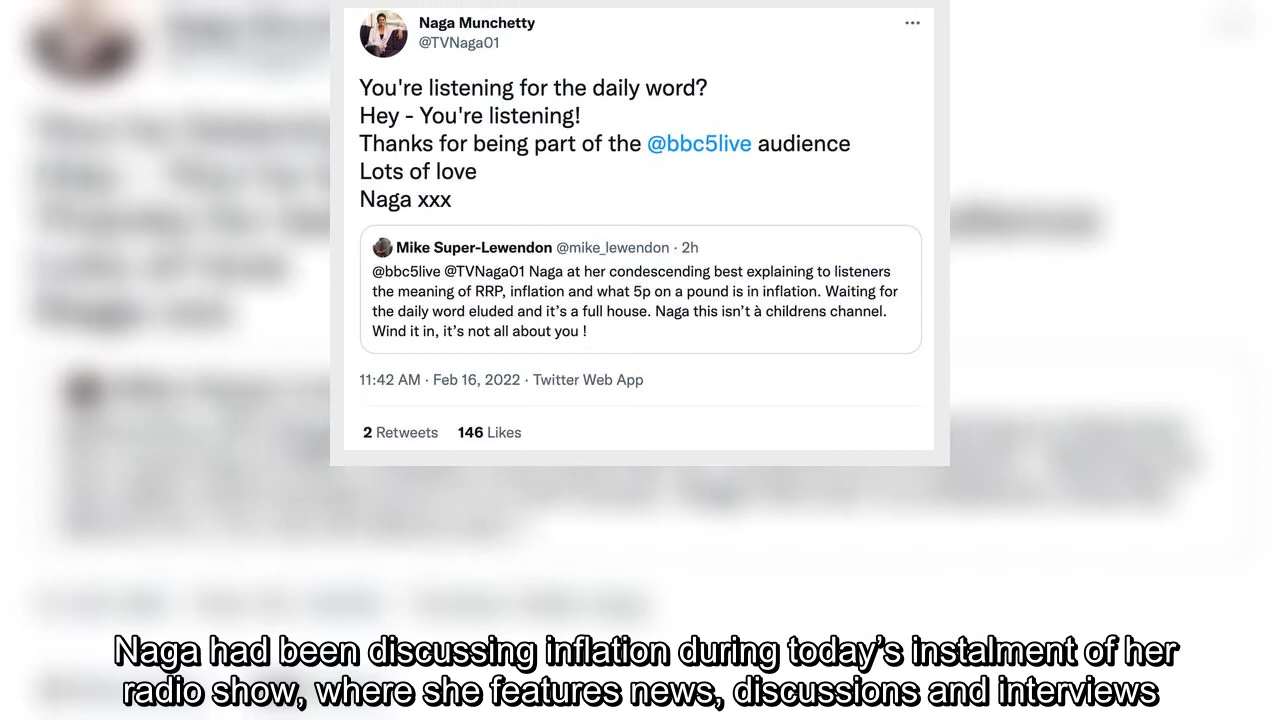 Naga Munchetty
@TVNaga01
You're listening for the daily word?
Hey - You're listening!
Thanks for being part of the @bbc5live audience
Lots of love
Naga xxx
Mike Super-Lewendon @mike_lewendon · 2h
@bbc5live @TVNaga01 Naga at her condescending best explaining to listeners
the meaning of RRP, inflation and what 5p on a pound is in inflation. Waiting for
the daily word eluded and it's a full house. Naga this isn't à childrens channel.
Wind it in, it's not all about you !
11:42 AM · Feb 16, 2022 · Twitter Web App
2 Retweets 146 Likes
Naga had been discussing inflation during today's instalment of her
radio show, where she features news, discussions and interviews